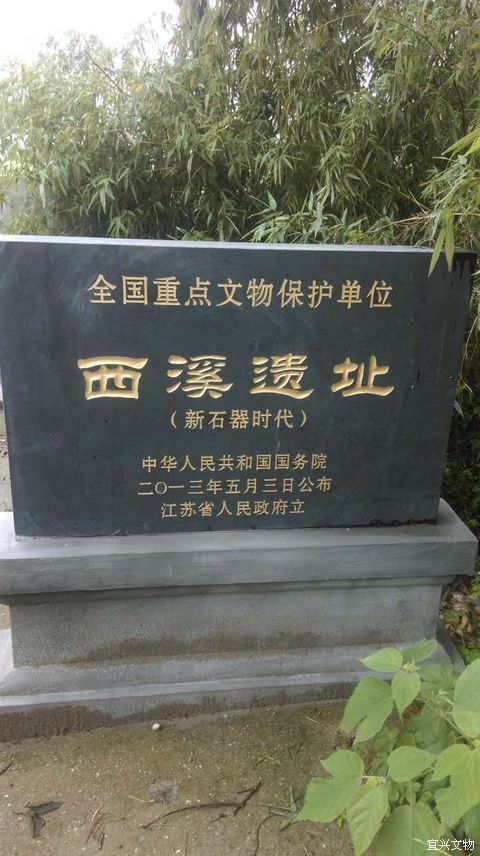 全国重点文物保护单位
西溪遗址
（新石器时代）
中华人民共和国国务院
二〇一三年五月三日公布
江苏省人民政府立
宜兴文物